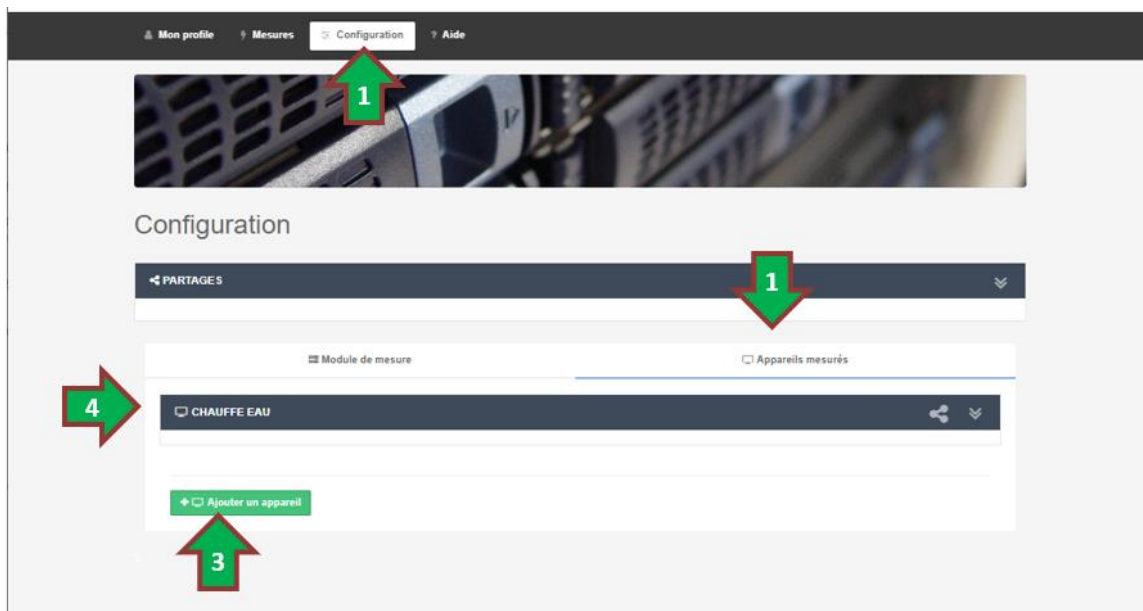 Mon profile Mesures Configuration ? Aide
1
Configuration
PARTAGES
1
Module de mesure Appareils mesurés
4
CHAUFFE EAU
+ Ajouter un appareil
3